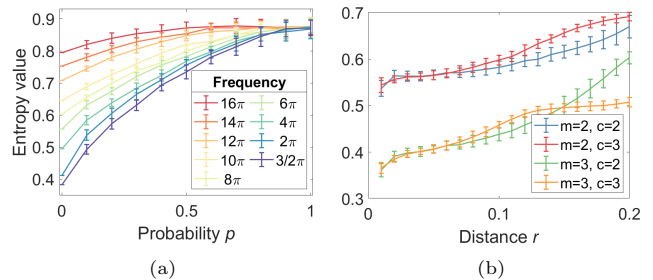 (a)
0.9
0.8
0.7
0.6
0.5
0.4
Entropy value
0
0.5
1
Probability p
Frequency
16π
14π
12π
10π
8π
6π
4π
2π
3/2π
(a)
(b)
0.7
0.6
0.5
0.4
0.3
0
0.1
0.2
Distance r
m=2, c=2
m=2, c=3
m=3, c=2
m=3, c=3
(b)